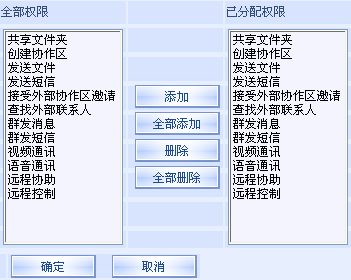 全部权限
共享文件夹
创建协作区
发送文件
发送短信
接受外部协作区邀请
查找外部联系人
群发消息
群发短信
视频通讯
语音通讯
远程协助
远程控制
添加
全部添加
删除
全部删除
已分配权限
共享文件夹
创建协作区
发送文件
发送短信
接受外部协作区邀请
查找外部联系人
群发消息
群发短信
视频通讯
语音通讯
远程协助
远程控制
确定
取消